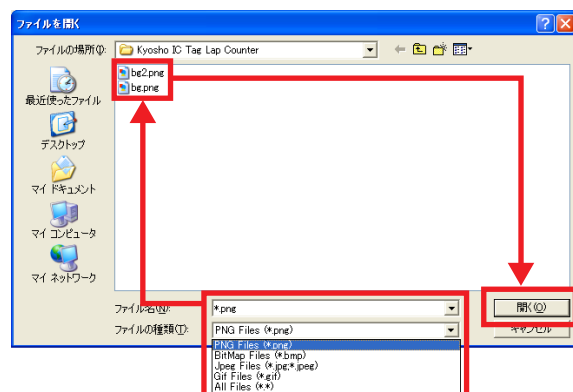 ファイルを開く
ファイルの場所(I):
Kyosho IC Tag Lap Counter
bg2.png
bg.png
最近使ったファイル
デスクトップ
マイ ドキュメント
マイ コンピュータ
マイ ネットワーク
ファイル名(N):
*.png
開く(O)
ファイルの種類(T):
PNG Files (*.png)
キャンセル
PNG Files (*.png)
BitMap Files (*.bmp)
Jpeg Files (*.jpg;*.jpeg)
Gif Files (*.gif)
All Files (*.*)